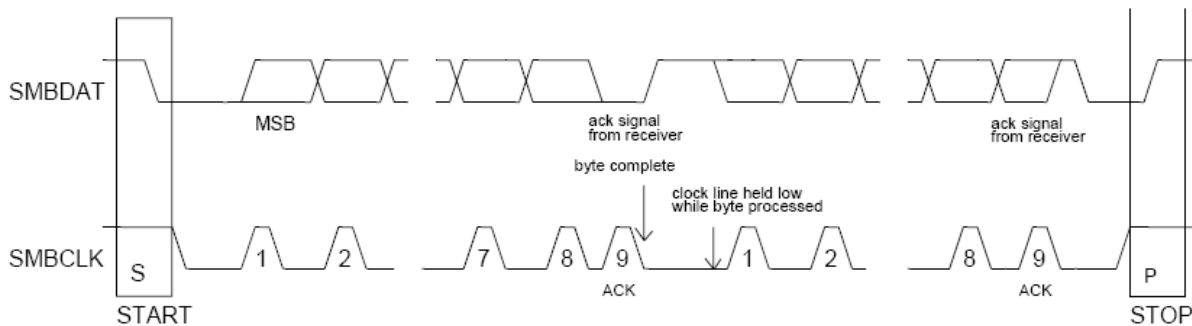 SMBDAT
MSB
ack signal
from receiver
ack signal
from receiver
byte complete
clock line held low
while byte processed
SMBCLK
S
1
2
7
8
9
1
2
8
9
P
ACK
ACK
START
STOP